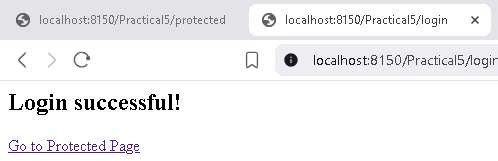 localhost:8150/Practical5/protected
localhost:8150/Practical5/login
localhost:8150/Practical5/login
Login successful!
Go to Protected Page